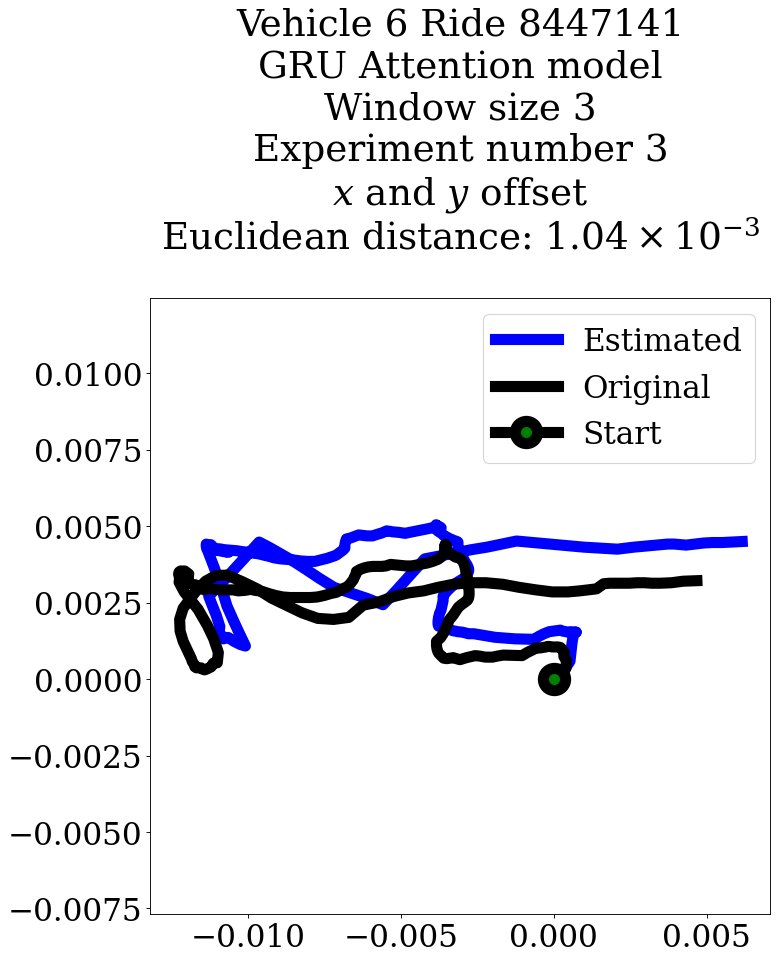 Vehicle 6 Ride 8447141
GRU Attention model
Window size 3
Experiment number 3
x and y offset
Euclidean distance: 1.04 × 10⁻³
Estimated
Original
Start
0.0100
0.0075
0.0050
0.0025
0.0000
−0.0025
−0.0050
−0.0075
−0.010 −0.005 0.000 0.005